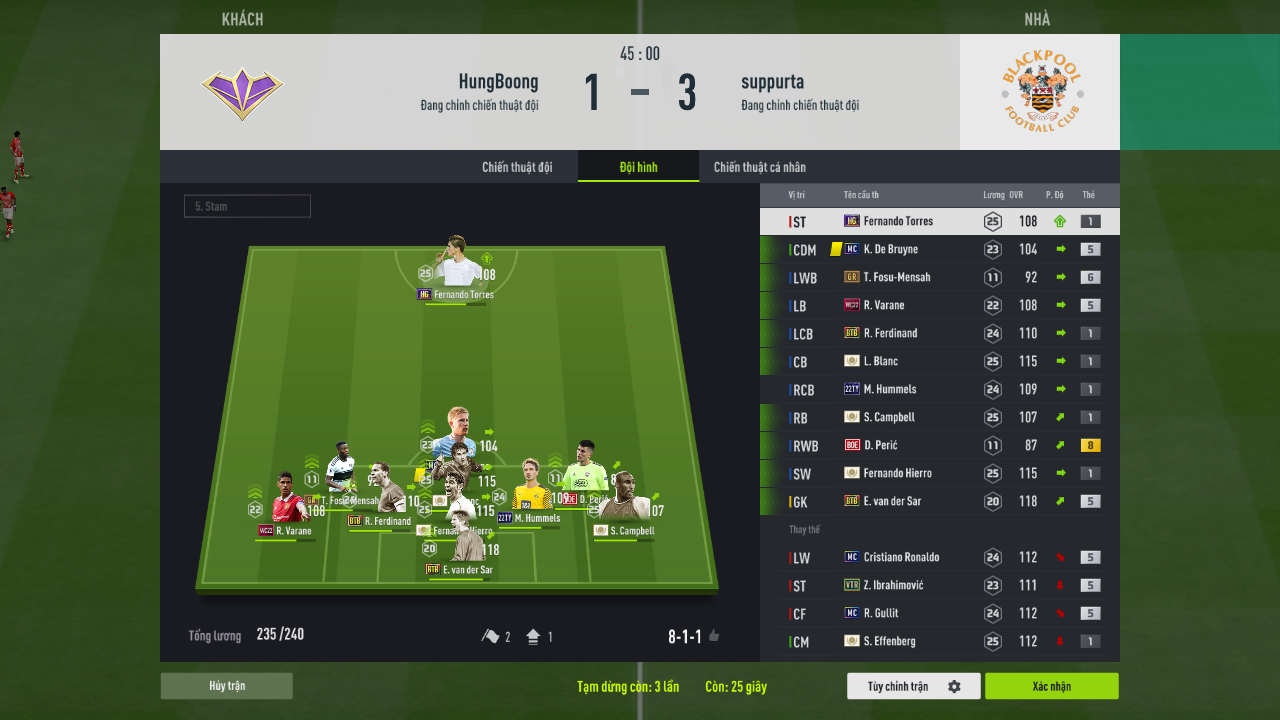 KHÁCH
NHÀ
45 : 00
HungBoong
1 - 3
suppurta
Đang chỉnh chiến thuật đội
Đang chỉnh chiến thuật đội
BLACKPOOL
FOOTBALL CLUB
Chiến thuật đội
Đội hình
Chiến thuật cá nhân
5. Stam
Vị trí Tên cầu th Lương OVR P. Độ Thẻ
ST HG Fernando Torres 25 108 1
CDM MC K. De Bruyne 23 104 5
LWB GR T. Fosu-Mensah 11 92 6
LB WC22 R. Varane 22 108 5
LCB BTB R. Ferdinand 24 110 1
CB L. Blanc 25 115 1
RCB 22TY M. Hummels 24 109 1
RB S. Campbell 25 107 1
RWB BOE D. Perić 11 87 8
SW Fernando Hierro 25 115 1
GK BTB E. van der Sar 20 118 5
Thay thế
LW MC Cristiano Ronaldo 24 112 5
ST VTR Z. Ibrahimović 23 111 5
CF MC R. Gullit 24 112 5
CM S. Effenberg 25 112 1
25 108
HG Fernando Torres
23 104
25 115
11
T. Fosu-Mensah
22 108
WC22 R. Varane
BTB R. Ferdinand
25 115
24 109
22TY M. Hummels
11
BOE D. Perić
25 107
S. Campbell
20 118
BTB E. van der Sar
Tổng lương 235 /240
2
1
8-1-1
Hủy trận
Tạm dừng còn: 3 lần
Còn: 25 giây
Tùy chỉnh trận
Xác nhận